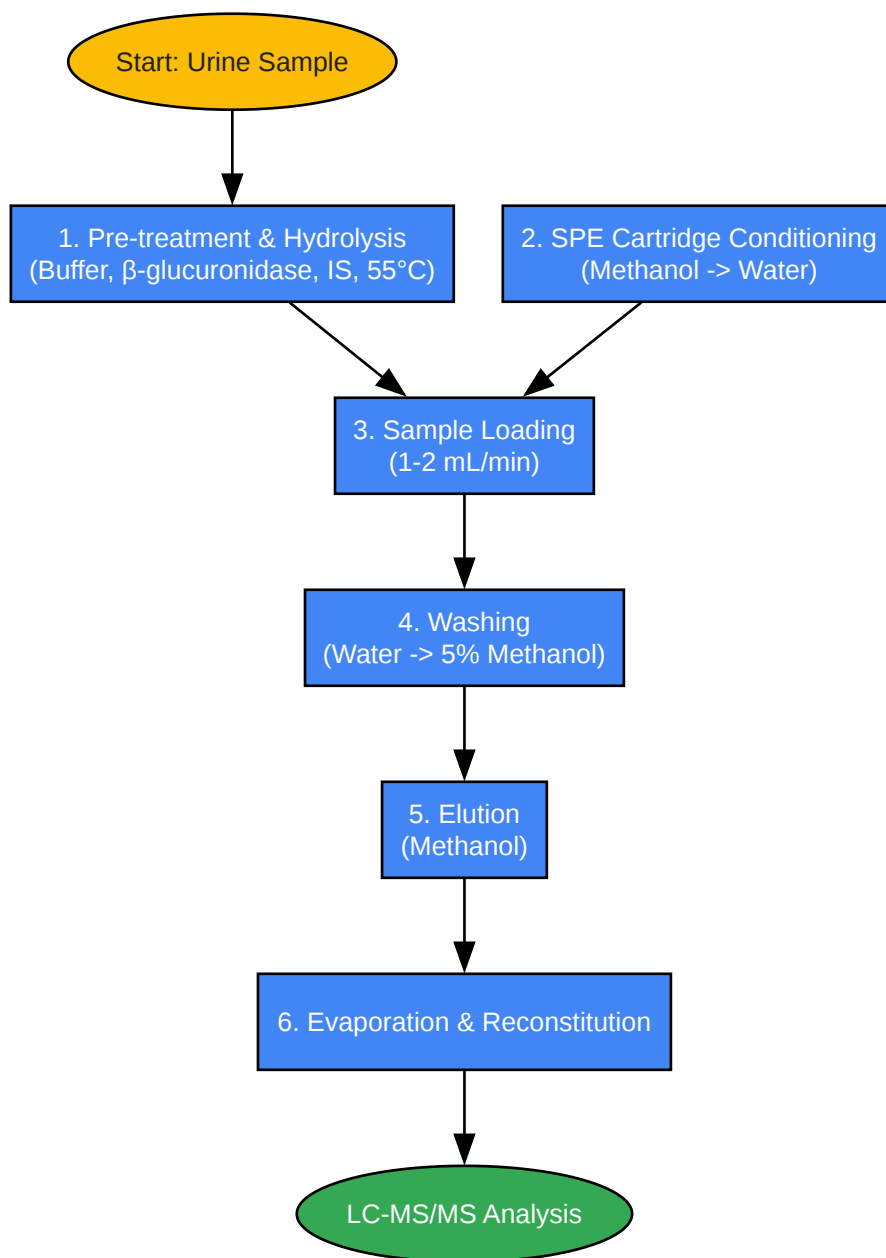 Start: Urine Sample
1. Pre-treatment & Hydrolysis
(Buffer, β-glucuronidase, IS, 55°C)
2. SPE Cartridge Conditioning
(Methanol -> Water)
3. Sample Loading
(1-2 mL/min)
4. Washing
(Water -> 5% Methanol)
5. Elution
(Methanol)
6. Evaporation & Reconstitution
LC-MS/MS Analysis